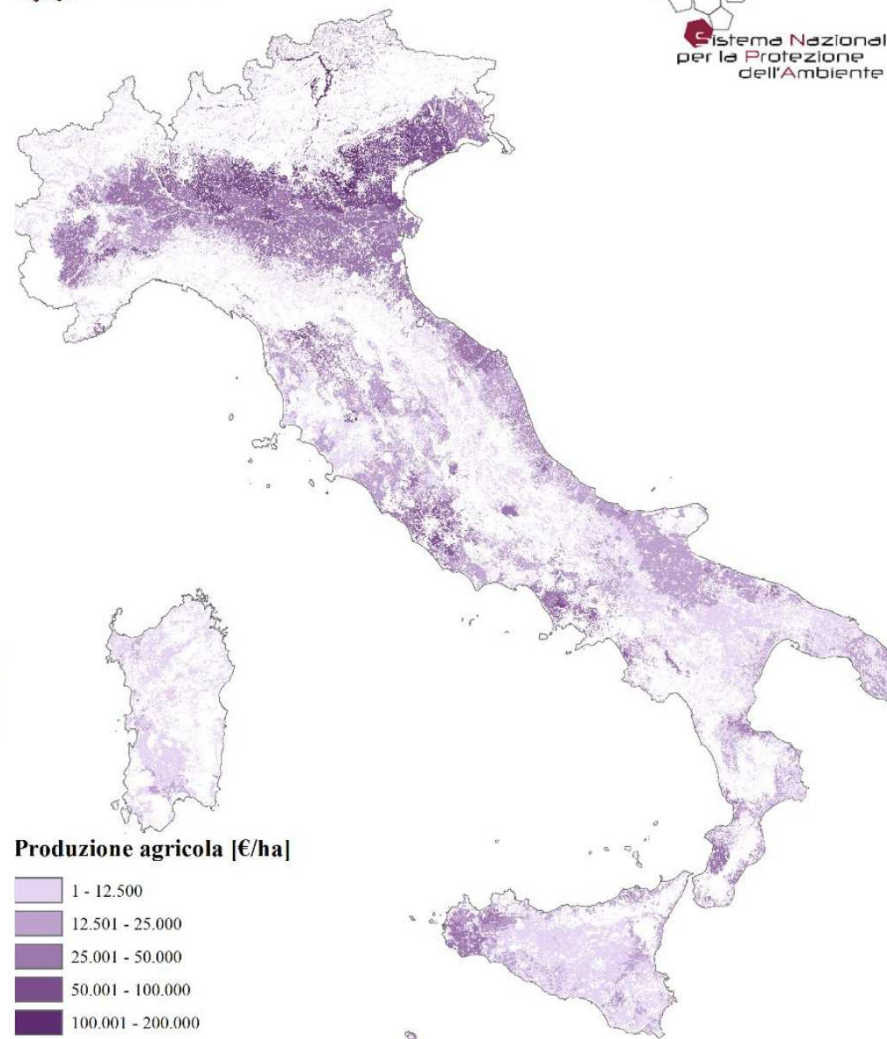 Sistema Nazional
per la Protezione
dell'Ambiente
Produzione agricola [€/ha]
1 - 12.500
12.501 - 25.000
25.001 - 50.000
50.001 - 100.000
100.001 - 200.000